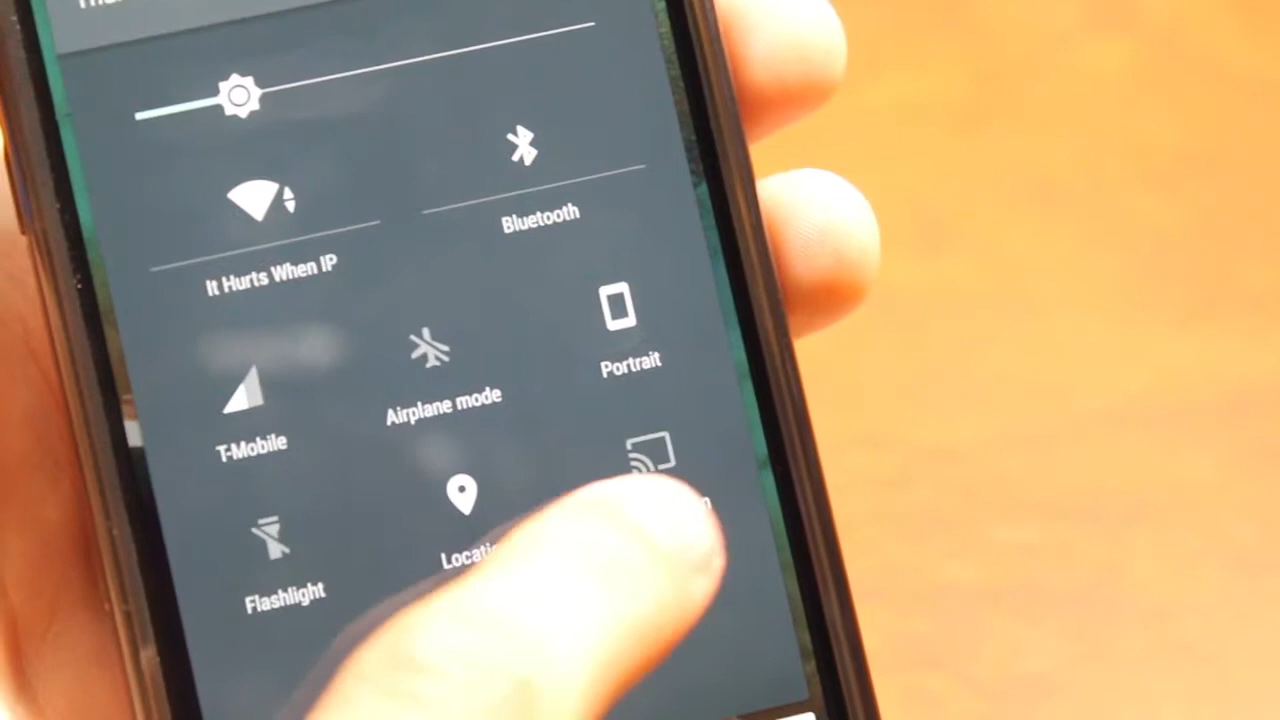 Bluetooth
It Hurts When IP
Portrait
Airplane mode
T-Mobile
Flashlight